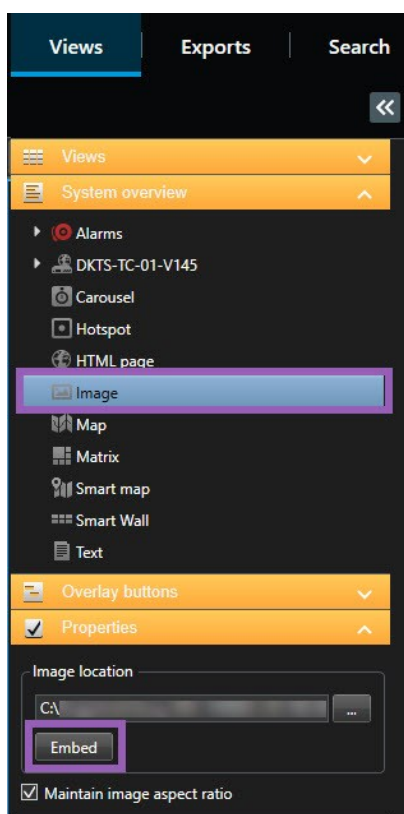 Views Exports Search
Views
System overview
Alarms
DKTS-TC-01-V145
Carousel
Hotspot
HTML page
Image
Map
Matrix
Smart map
Smart Wall
Text
Overlay buttons
Properties
Image location
C:\
...
Embed
Maintain image aspect ratio